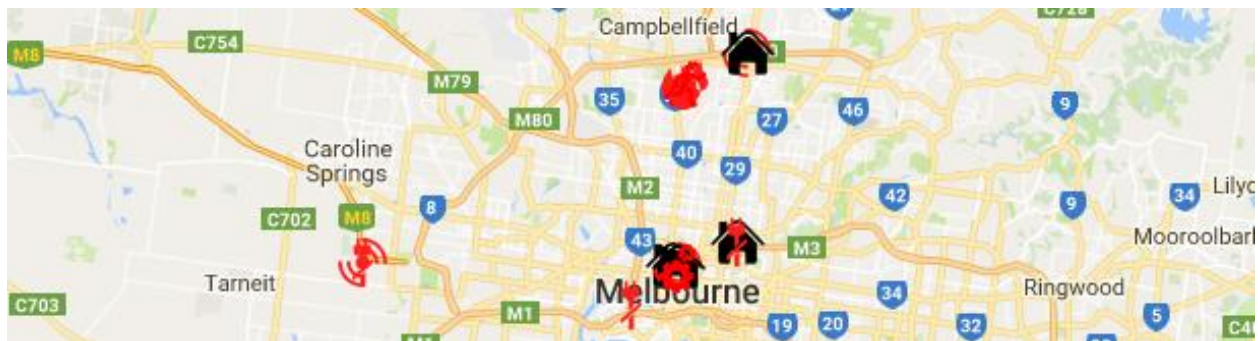 C728
Campbellfield
M8
C754
M79
35
M80
27
46
9
Caroline
Springs
40
29
M2
42
34
Lilyd
C702
M8
8
43
M3
9
Mooroolbark
Tarneit
Melbourne
34
Ringwood
C703
M1
19
20
32
5